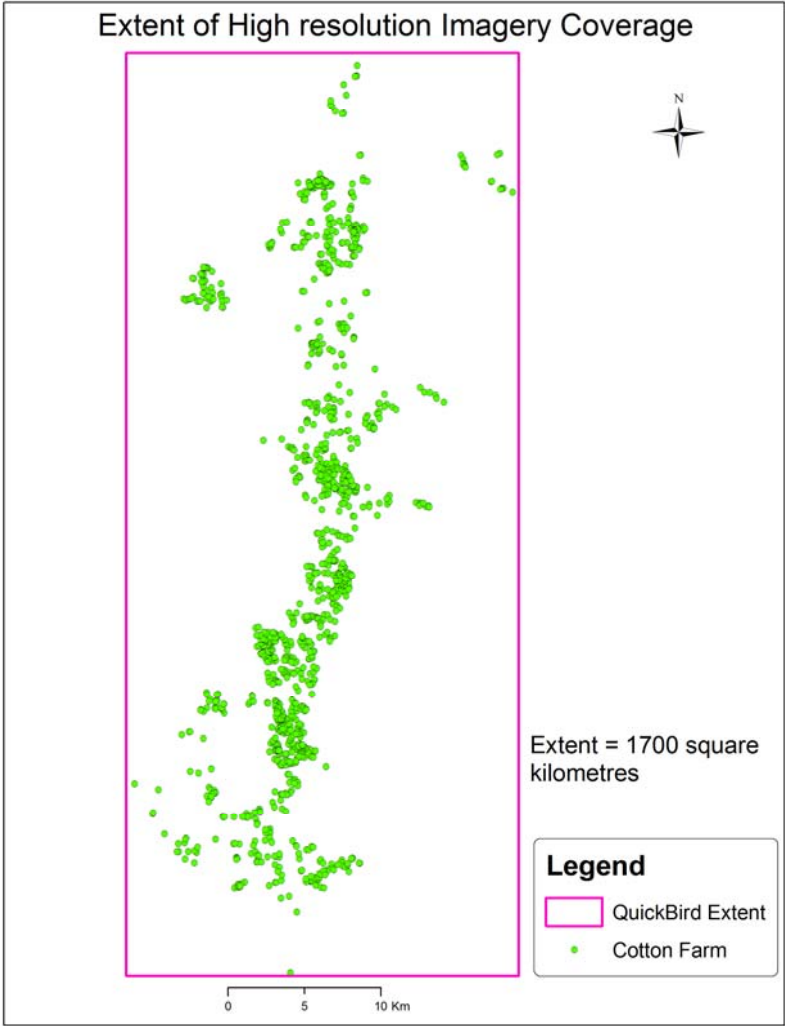 Extent of High resolution Imagery Coverage
N
Extent = 1700 square
kilometres
Legend
QuickBird Extent
Cotton Farm
0 5 10 Km